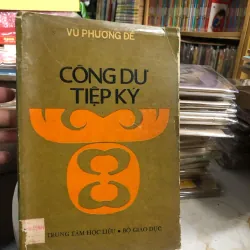 VŨ PHƯƠNG ĐỀ
CÔNG DƯ
TIỆP KÝ
TRUNG TÂM HỌC LIỆU • BỘ GIÁO DỤC